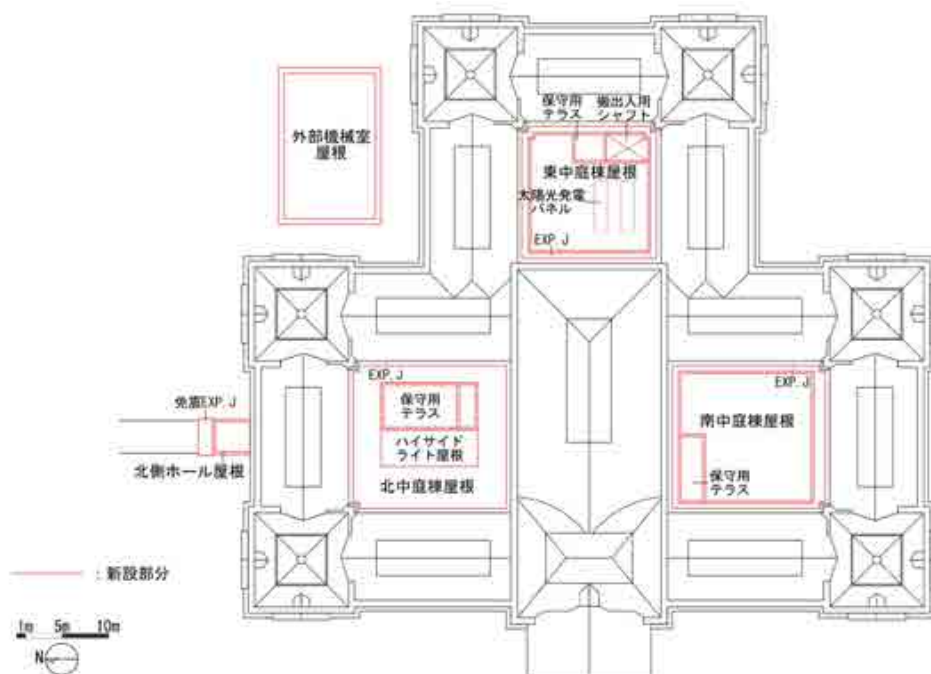 保守用
テラス
搬出入用
シャフト
外部機械室
屋根
東中庭棟屋根
太陽光発電
パネル
EXP.J
EXP.J
保守用
テラス
ハイサイド
ライト屋根
北中庭棟屋根
EXP.J
南中庭棟屋根
保守用
テラス
免震EXP.J
北側ホール屋根
:新設部分
1m 5m 10m
N